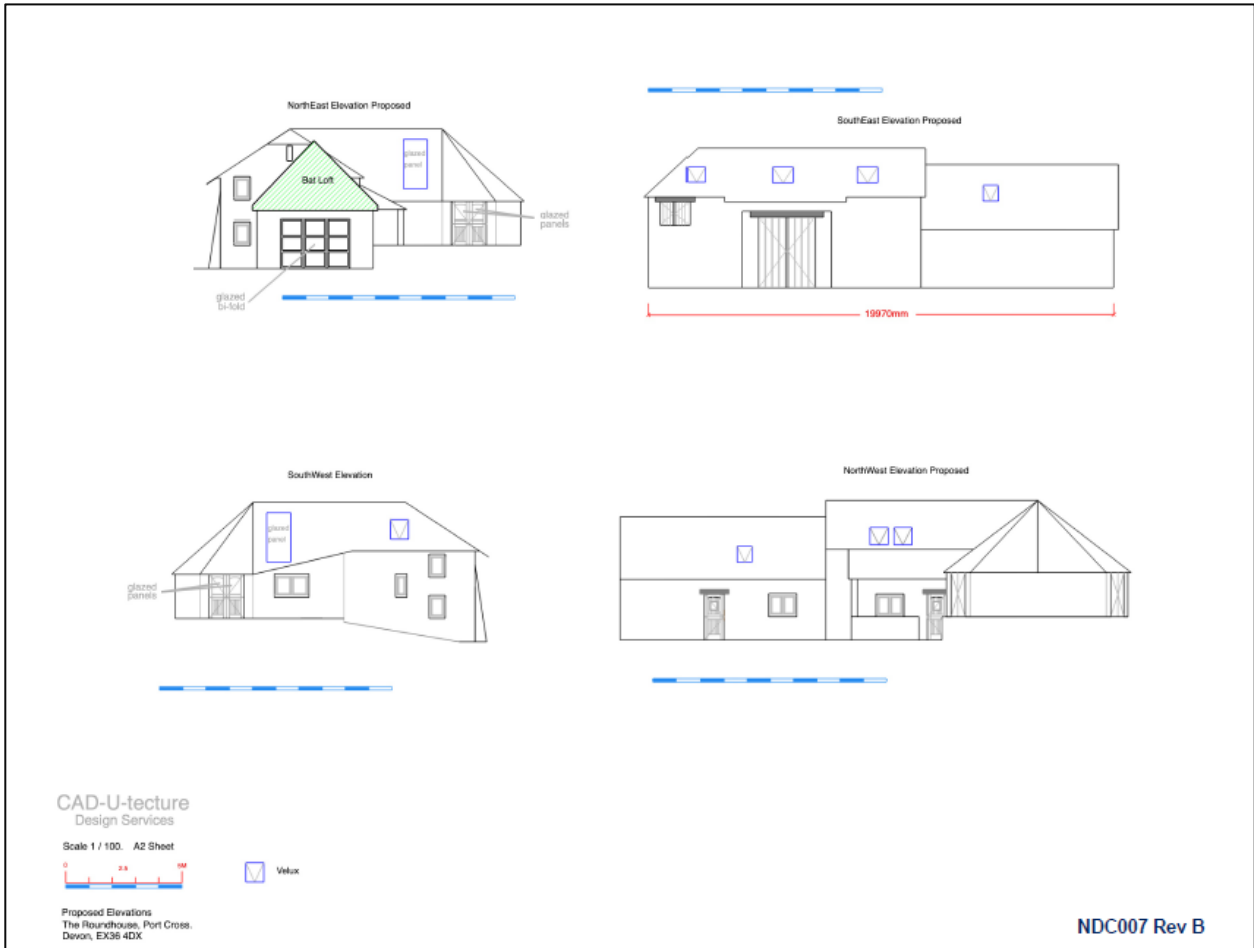 NorthEast Elevation Proposed
Bat Loft
glazed
panel
glazed
panels
glazed
bi-fold
SouthEast Elevation Proposed
19970mm
SouthWest Elevation
glazed
panel
glazed
panels
NorthWest Elevation Proposed
CAD-U-tecture
Design Services
Scale 1 / 100. A2 Sheet
0 2.5 5M
Velux
Proposed Elevations
The Roundhouse, Port Cross.
Devon, EX36 4DX
NDC007 Rev B